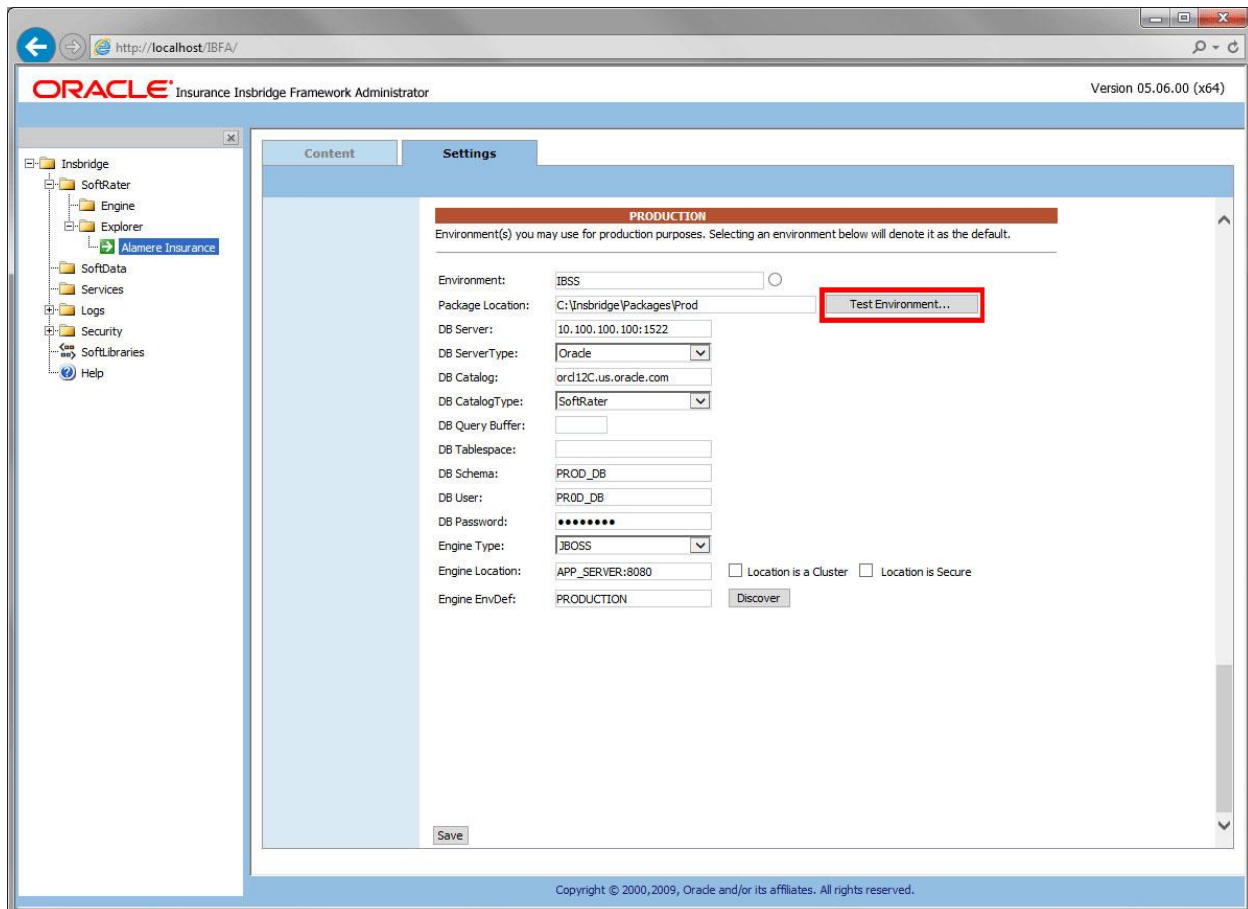 http://localhost/IBFA/
ORACLE Insurance Insbridge Framework Administrator
Version 05.06.00 (x64)
Insbridge
SoftRater
Engine
Explorer
Alamere Insurance
SoftData
Services
Logs
Security
SoftLibraries
Help
Content
Settings
PRODUCTION
Environment(s) you may use for production purposes. Selecting an environment below will denote it as the default.
Environment: IBSS
Package Location: C:\Insbridge\Packages\Prod Test Environment...
DB Server: 10.100.100.100:1522
DB ServerType: Oracle
DB Catalog: orcl12C.us.oracle.com
DB CatalogType: SoftRater
DB Query Buffer:
DB Tablespace:
DB Schema: PROD_DB
DB User: PR0D_DB
DB Password: ••••••••
Engine Type: JBOSS
Engine Location: APP_SERVER:8080 Location is a Cluster Location is Secure
Engine EnvDef: PRODUCTION Discover
Save
Copyright © 2000,2009, Oracle and/or its affiliates. All rights reserved.